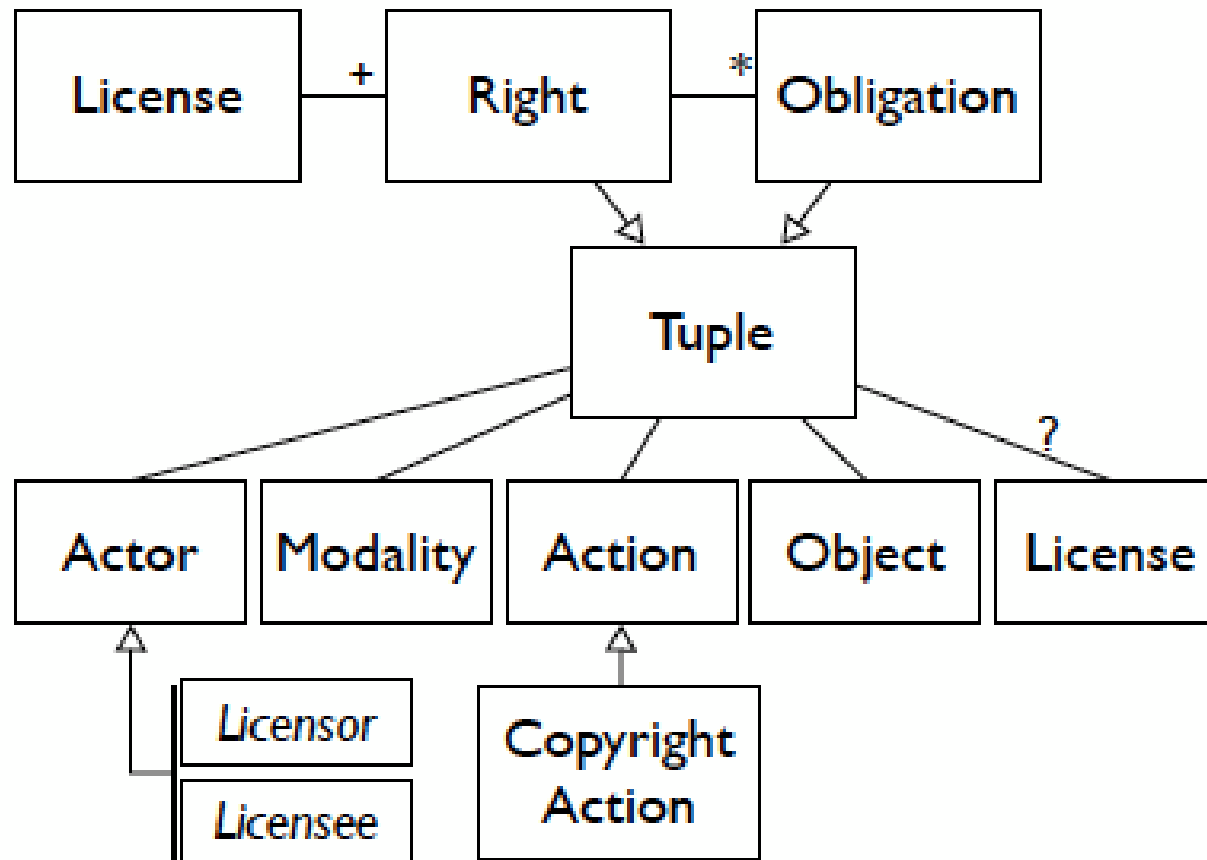 License
+
Right
*
Obligation
Tuple
?
Actor
Modality
Action
Object
License
Licensor
Licensee
Copyright
Action